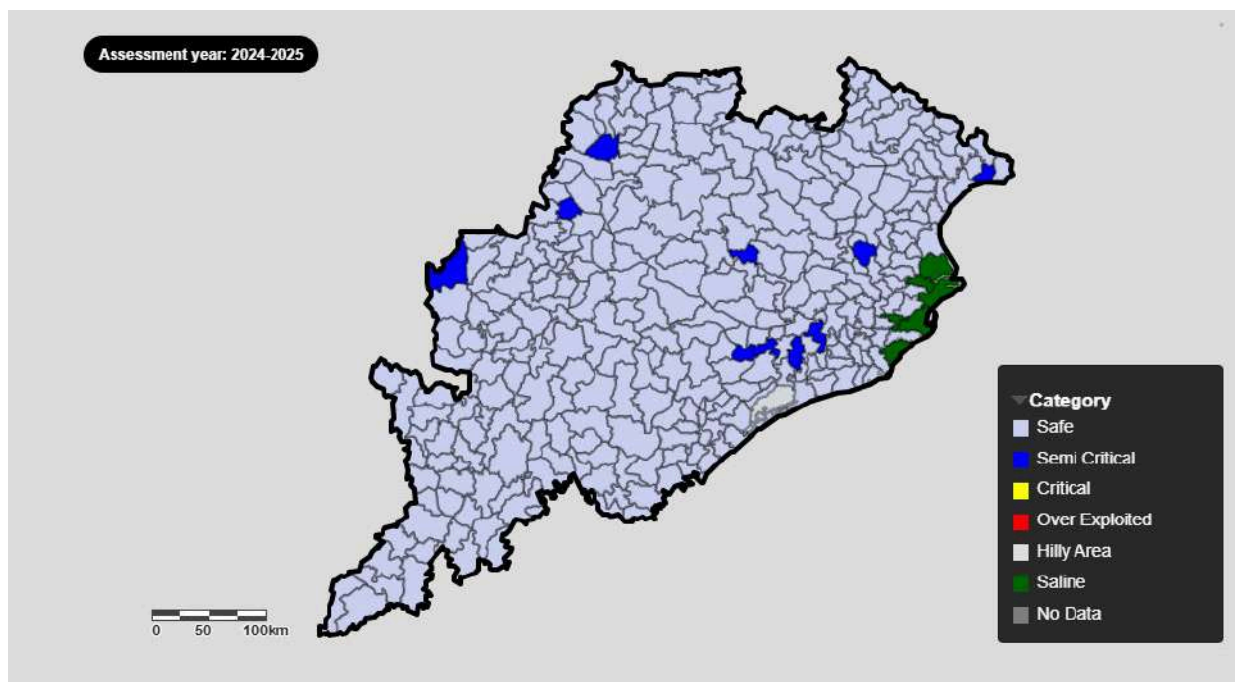 Assessment year: 2024-2025
Category
Safe
Semi Critical
Critical
Over Exploited
Hilly Area
Saline
No Data
0 50 100km